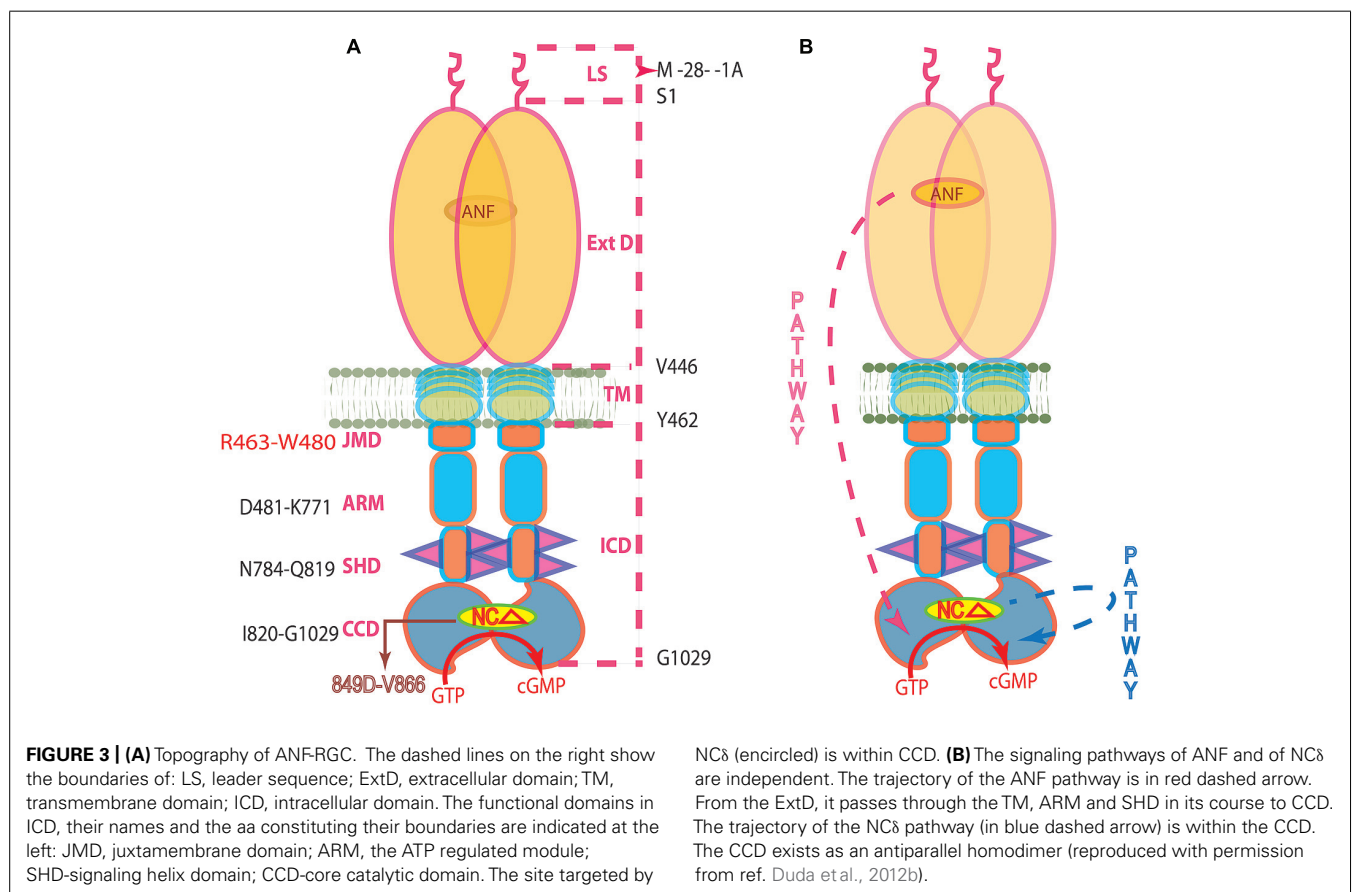 A
LS
M -28- -1A
S1
ANF
Ext D
V446
TM
Y462
R463-W480 JMD
D481-K771 ARM
ICD
N784-Q819 SHD
NC△
I820-G1029 CCD
G1029
849D-V866
GTP
cGMP
B
ANF
PATHWAY
PATHWAY
NC△
GTP
cGMP
FIGURE 3 | (A) Topography of ANF-RGC. The dashed lines on the right show
the boundaries of: LS, leader sequence; ExtD, extracellular domain; TM,
transmembrane domain; ICD, intracellular domain. The functional domains in
ICD, their names and the aa constituting their boundaries are indicated at the
left: JMD, juxtamembrane domain; ARM, the ATP regulated module;
SHD-signaling helix domain; CCD-core catalytic domain. The site targeted by
NCδ (encircled) is within CCD. (B) The signaling pathways of ANF and of NCδ
are independent. The trajectory of the ANF pathway is in red dashed arrow.
From the ExtD, it passes through the TM, ARM and SHD in its course to CCD.
The trajectory of the NCδ pathway (in blue dashed arrow) is within the CCD.
The CCD exists as an antiparallel homodimer (reproduced with permission
from ref. Duda et al., 2012b).